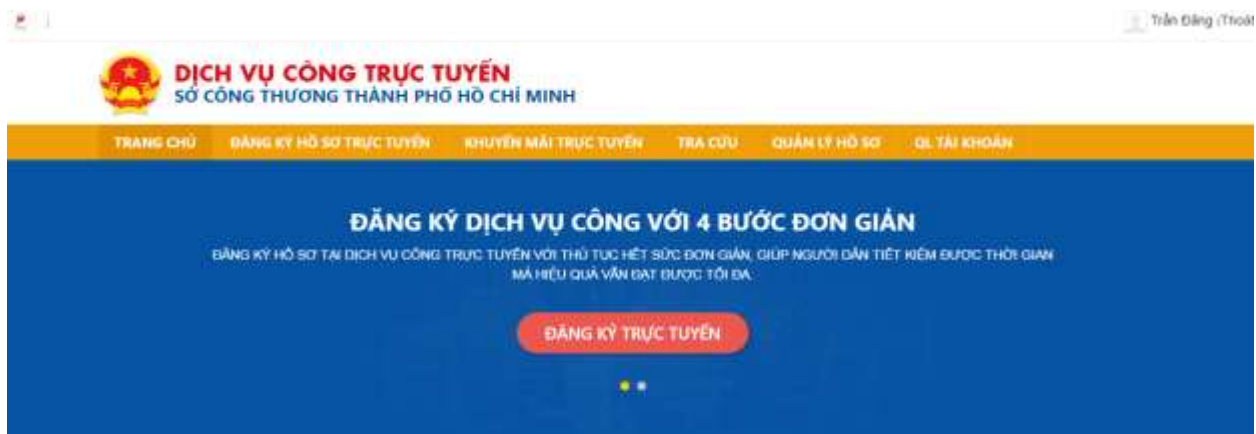 Trần Đăng (Thoát
DỊCH VỤ CÔNG TRỰC TUYẾN
SỞ CÔNG THƯƠNG THÀNH PHỐ HỒ CHÍ MINH
TRANG CHỦ ĐĂNG KÝ HỒ SƠ TRỰC TUYẾN KHUYẾN MÃI TRỰC TUYẾN TRA CỨU QUẢN LÝ HỒ SƠ QL TÀI KHOẢN
ĐĂNG KÝ DỊCH VỤ CÔNG VỚI 4 BƯỚC ĐƠN GIẢN
ĐĂNG KÝ HỒ SƠ TẠI DỊCH VỤ CÔNG TRỰC TUYẾN VỚI THỦ TỤC HẾT SỨC ĐƠN GIẢN, GIÚP NGƯỜI DÂN TIẾT KIỆM ĐƯỢC THỜI GIAN
MÀ HIỆU QUẢ VẪN ĐẠT ĐƯỢC TỐI ĐA
ĐĂNG KÝ TRỰC TUYẾN